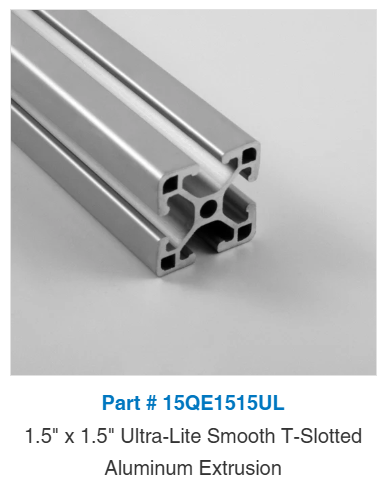 Part # 15QE1515UL
1.5" x 1.5" Ultra-Lite Smooth T-Slotted
Aluminum Extrusion